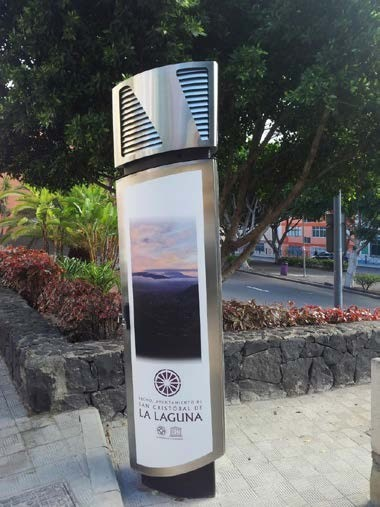 EXCMO. AYUNTAMIENTO DE
SAN CRISTÓBAL DE
LA LAGUNA